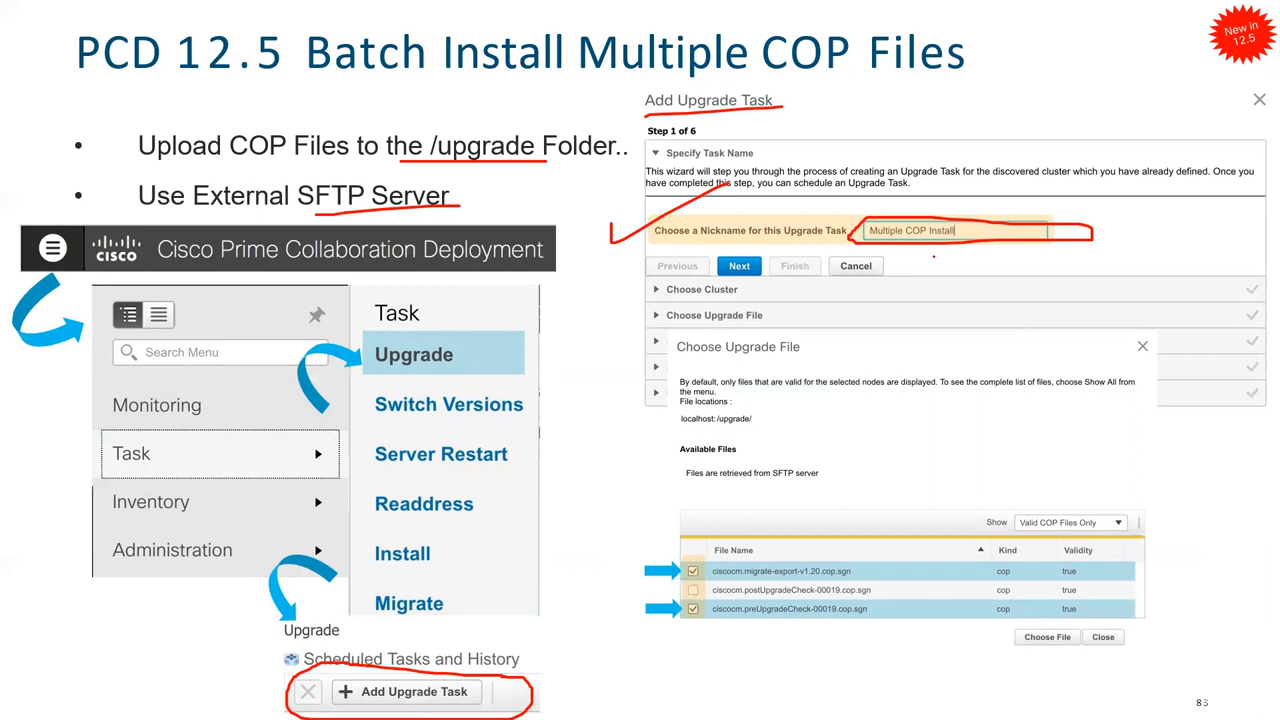 PCD 12.5 Batch Install Multiple COP Files
New in
12.5
• Upload COP Files to the /upgrade Folder..
• Use External SFTP Server
cisco Cisco Prime Collaboration Deployment
Search Menu
Monitoring
Task
Inventory
Administration
Task
Upgrade
Switch Versions
Server Restart
Readdress
Install
Migrate
Upgrade
Scheduled Tasks and History
Add Upgrade Task
Add Upgrade Task
Step 1 of 6
Specify Task Name
This wizard will step you through the process of creating an Upgrade Task for the discovered cluster which you have already defined. Once you
have completed this step, you can schedule an Upgrade Task.
Choose a Nickname for this Upgrade Task Multiple COP Install
Previous Next Finish Cancel
Choose Cluster
Choose Upgrade File
Choose Upgrade File
By default, only files that are valid for the selected nodes are displayed. To see the complete list of files, choose Show All from
the menu.
File locations :
localhost:/upgrade/
Available Files
Files are retrieved from SFTP server
Show Valid COP Files Only
File Name Kind Validity
ciscocm.migrate-export-v1.20.cop.sgn cop true
ciscocm.postUpgradeCheck-00019.cop.sgn cop true
ciscocm.preUpgradeCheck-00019.cop.sgn cop true
Choose File Close